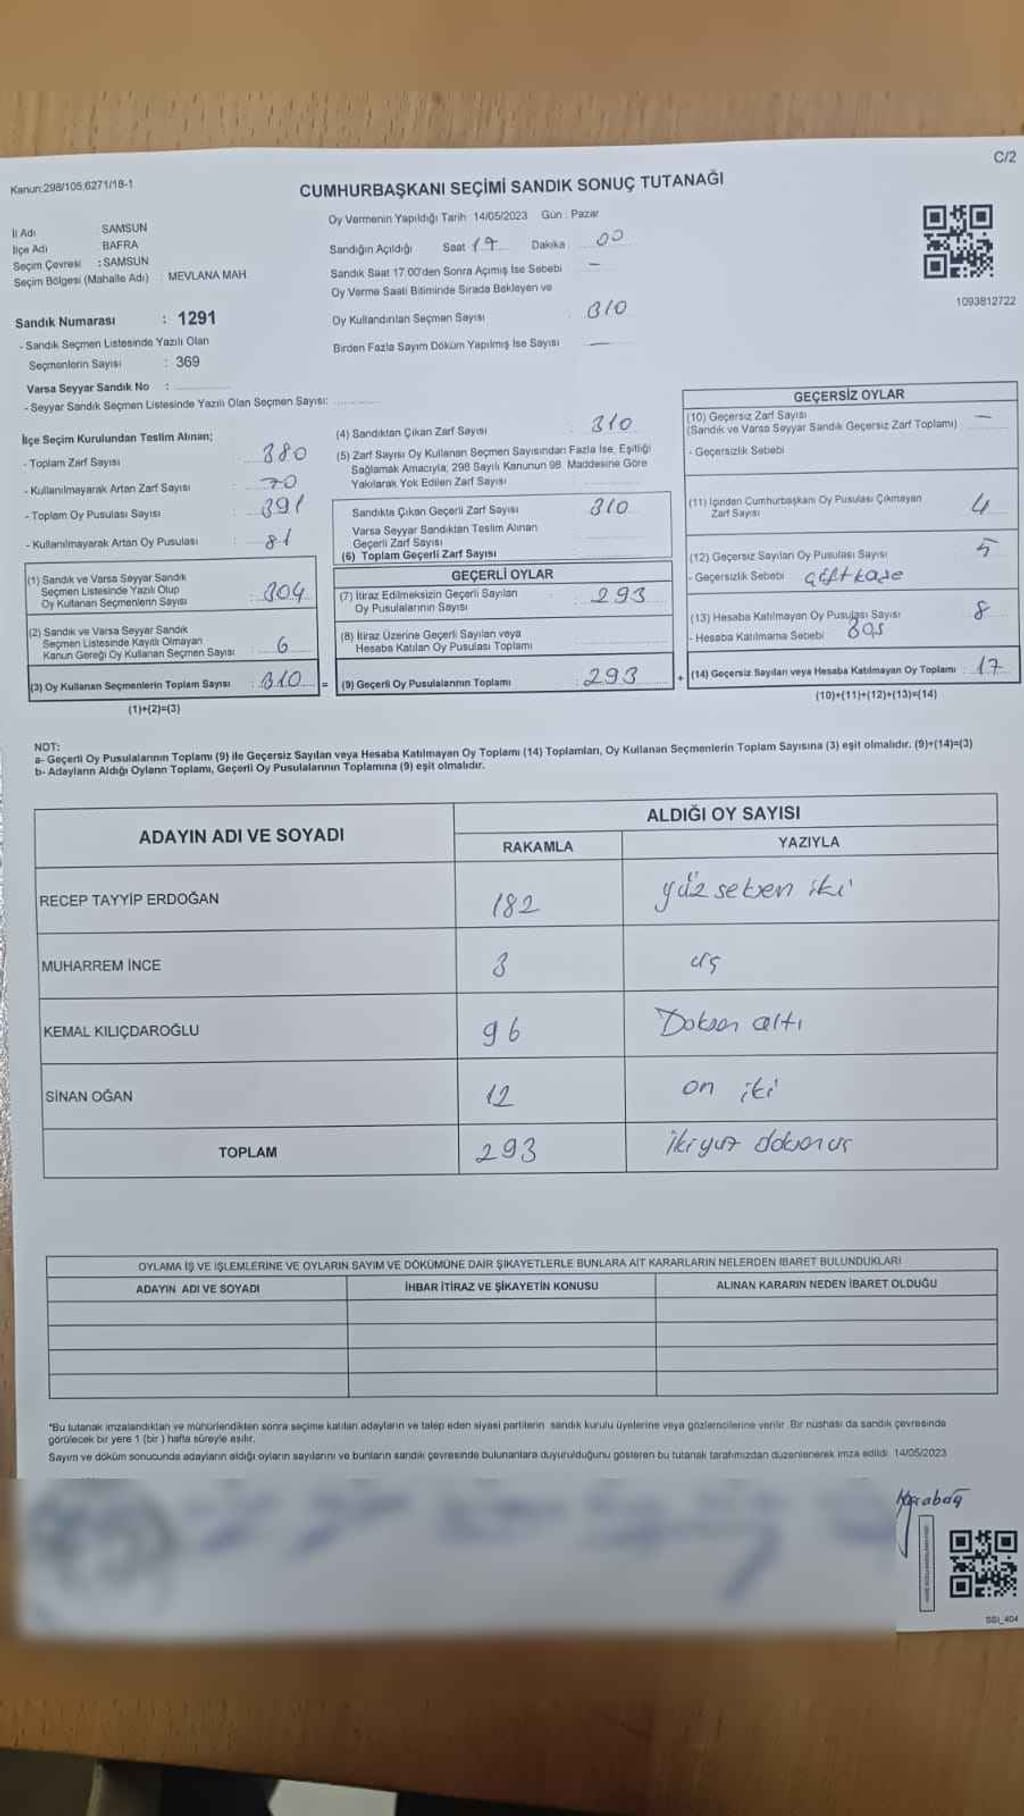 C/2
Kanun:298/105,6271/18-1
CUMHURBAŞKANI SEÇİMİ SANDIK SONUÇ TUTANAĞI
İl Adı SAMSUN
İlçe Adı BAFRA
Seçim Çevresi : SAMSUN
Seçim Bölgesi (Mahalle Adı) : MEVLANA MAH
Sandık Numarası : 1291
- Sandık Seçmen Listesinde Yazılı Olan
Seçmenlerin Sayısı : 369
Varsa Seyyar Sandık No :
- Seyyar Sandık Seçmen Listesinde Yazılı Olan Seçmen Sayısı:
Oy Vermenin Yapıldığı Tarih 14/05/2023 Gün : Pazar
Sandığın Açıldığı Saat 17 Dakika 00
Sandık Saat 17.00'den Sonra Açımış İse Sebebi —
Oy Verme Saati Bitiminde Sırada Bekleyen ve
Oy Kullandırılan Seçmen Sayısı : 310
Birden Fazla Sayım Döküm Yapılmış İse Sayısı —
1093812722
İlçe Seçim Kurulundan Teslim Alınan;
- Toplam Zarf Sayısı : 380
- Kullanılmayarak Artan Zarf Sayısı : 70
- Toplam Oy Pusulası Sayısı : 391
- Kullanılmayarak Artan Oy Pusulası : 81
(1) Sandık ve Varsa Seyyar Sandık
Seçmen Listesinde Yazılı Olup
Oy Kullanan Seçmenlerin Sayısı : 304
(2) Sandık ve Varsa Seyyar Sandık
Seçmen Listesinde Kayıtlı Olmayan
Kanun Gereği Oy Kullanan Seçmen Sayısı : 6
(3) Oy Kullanan Seçmenlerin Toplam Sayısı : 310 =
(1)+(2)=(3)
(4) Sandıktan Çıkan Zarf Sayısı : 310
(5) Zarf Sayısı Oy Kullanan Seçmen Sayısından Fazla İse, Eşitliği
Sağlamak Amacıyla, 298 Sayılı Kanunun 98. Maddesine Göre
Yakılarak Yok Edilen Zarf Sayısı
Sandıkta Çıkan Geçerli Zarf Sayısı : 310
Varsa Seyyar Sandıktan Teslim Alınan
Geçerli Zarf Sayısı
(6) Toplam Geçerli Zarf Sayısı
GEÇERLİ OYLAR
(7) İtiraz Edilmeksizin Geçerli Sayılan
Oy Pusulalarının Sayısı : 293
(8) İtiraz Üzerine Geçerli Sayılan veya
Hesaba Katılan Oy Pusulası Toplamı
(9) Geçerli Oy Pusulalarının Toplamı : 293 +
GEÇERSİZ OYLAR
(10) Geçersiz Zarf Sayısı —
(Sandık ve Varsa Seyyar Sandık Geçersiz Zarf Toplamı)
- Geçersizlik Sebebi
(11) İçinden Cumhurbaşkanı Oy Pusulası Çıkmayan
Zarf Sayısı 4
(12) Geçersiz Sayılan Oy Pusulası Sayısı 5
- Geçersizlik Sebebi çift kaşe
(13) Hesaba Katılmayan Oy Pusulası Sayısı 8
- Hesaba Katılmama Sebebi Boş
(14) Geçersiz Sayılan veya Hesaba Katılmayan Oy Toplamı : 17
(10)+(11)+(12)+(13)=(14)
NOT:
a- Geçerli Oy Pusulalarının Toplamı (9) ile Geçersiz Sayılan veya Hesaba Katılmayan Oy Toplamı (14) Toplamları, Oy Kullanan Seçmenlerin Toplam Sayısına (3) eşit olmalıdır. (9)+(14)=(3)
b- Adayların Aldığı Oyların Toplamı, Geçerli Oy Pusulalarının Toplamına (9) eşit olmalıdır.
ADAYIN ADI VE SOYADI ALDIĞI OY SAYISI
RAKAMLA YAZIYLA
RECEP TAYYİP ERDOĞAN 182 yüz seksen iki
MUHARREM İNCE 3 üç
KEMAL KILIÇDAROĞLU 96 Doksan altı
SİNAN OĞAN 12 on iki
TOPLAM 293 ikiyüz doksan üç
OYLAMA İŞ VE İŞLEMLERİNE VE OYLARIN SAYIM VE DÖKÜMÜNE DAİR ŞİKAYETLERLE BUNLARA AİT KARARLARIN NELERDEN İBARET BULUNDUKLARI
ADAYIN ADI VE SOYADI İHBAR İTİRAZ VE ŞİKAYETİN KONUSU ALINAN KARARIN NEDEN İBARET OLDUĞU
*Bu tutanak imzalandıktan ve mühürlendikten sonra seçime katılan adayların ve talep eden siyasi partilerin sandık kurulu üyelerine veya gözlemcilerine verilir. Bir nüshası da sandık çevresinde
görülecek bir yere 1 (bir ) hafta süreyle asılır.
Sayım ve döküm sonucunda adayların aldığı oyların sayılarını ve bunların sandık çevresinde bulunanlara duyurulduğunu gösteren bu tutanak tarafımızdan düzenlenerek imza edildi. 14/05/2023
Karabağ
SSI_404